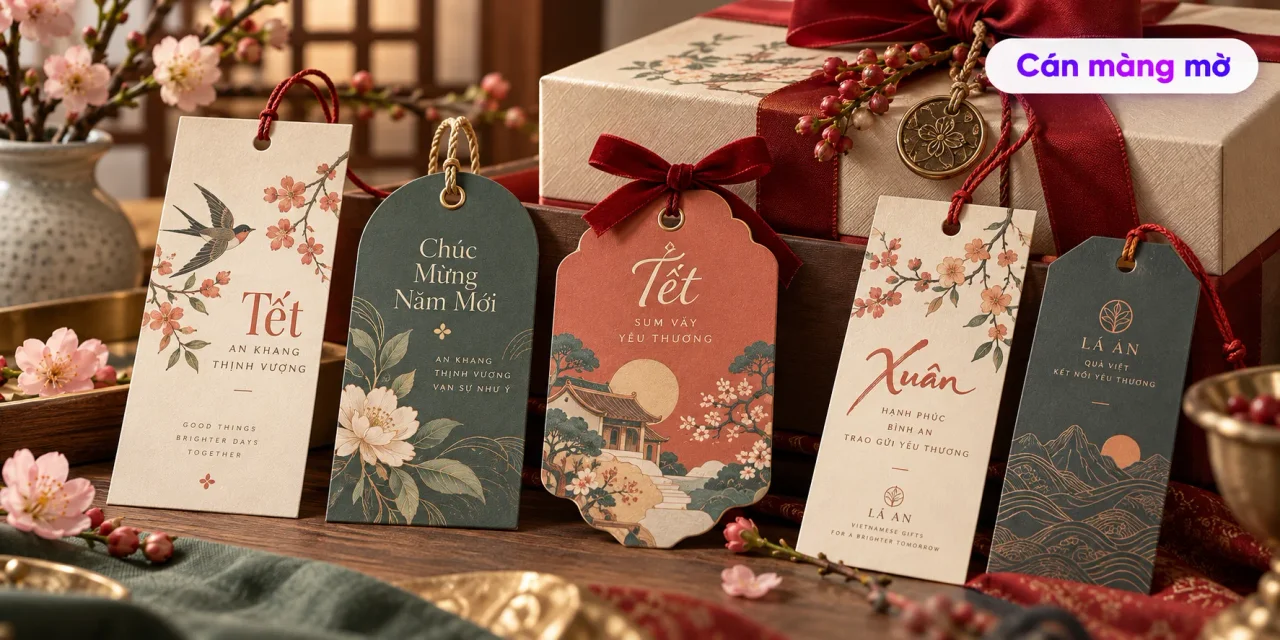 Cán màng mờ
Tết
AN KHANG
THỊNH VƯỢNG
GOOD THINGS
BRIGHTER DAYS
TOGETHER
Chúc
Mừng
Năm Mới
AN KHANG
THỊNH VƯỢNG
VẠN SỰ NHƯ Ý
Tết
SUM VẦY
YÊU THƯƠNG
Xuân
HẠNH PHÚC
BÌNH AN
TRAO GỬI YÊU THƯƠNG
LÁ AN
VIETNAMESE GIFTS
FOR A BRIGHTER TOMORROW
LÁ AN
QUÀ VIỆT
KẾT NỐI YÊU THƯƠNG